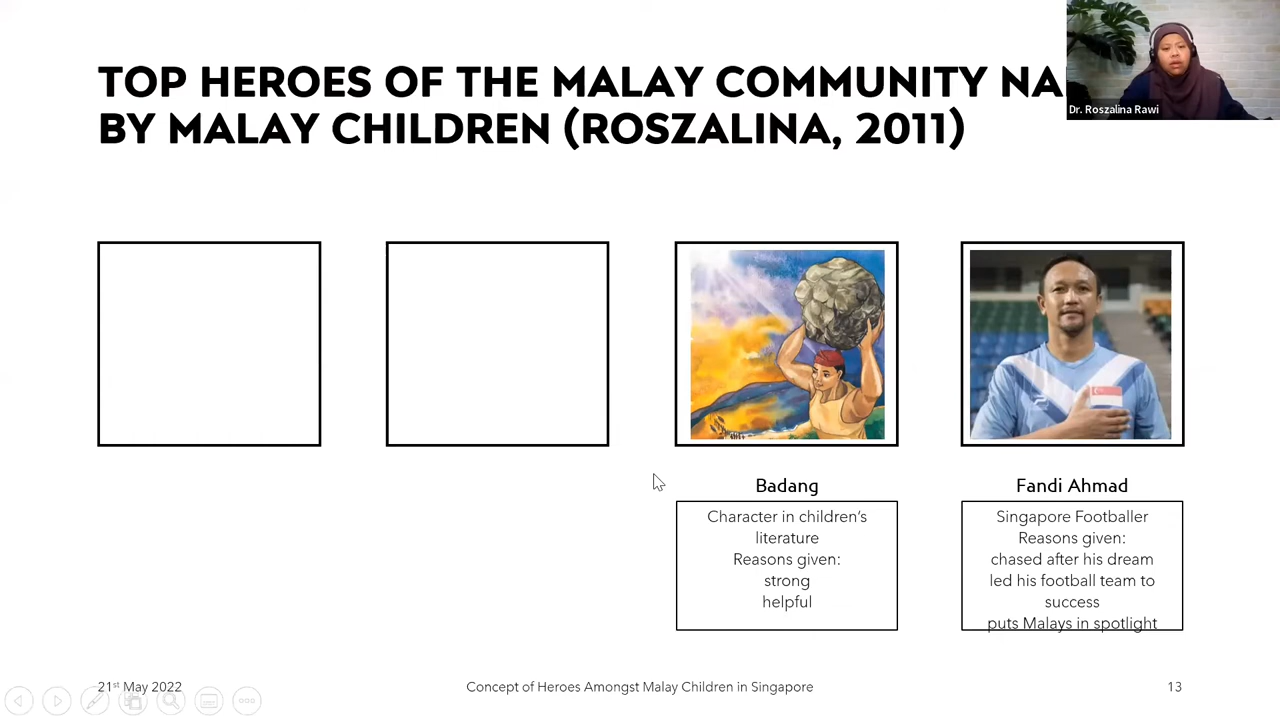 TOP HEROES OF THE MALAY COMMUNITY NA
BY MALAY CHILDREN (ROSZALINA, 2011)
Dr. Roszalina Rawi
Badang
Character in children's
literature
Reasons given:
strong
helpful
Fandi Ahmad
Singapore Footballer
Reasons given:
chased after his dream
led his football team to
success
puts Malays in spotlight
21st May 2022
Concept of Heroes Amongst Malay Children in Singapore
13